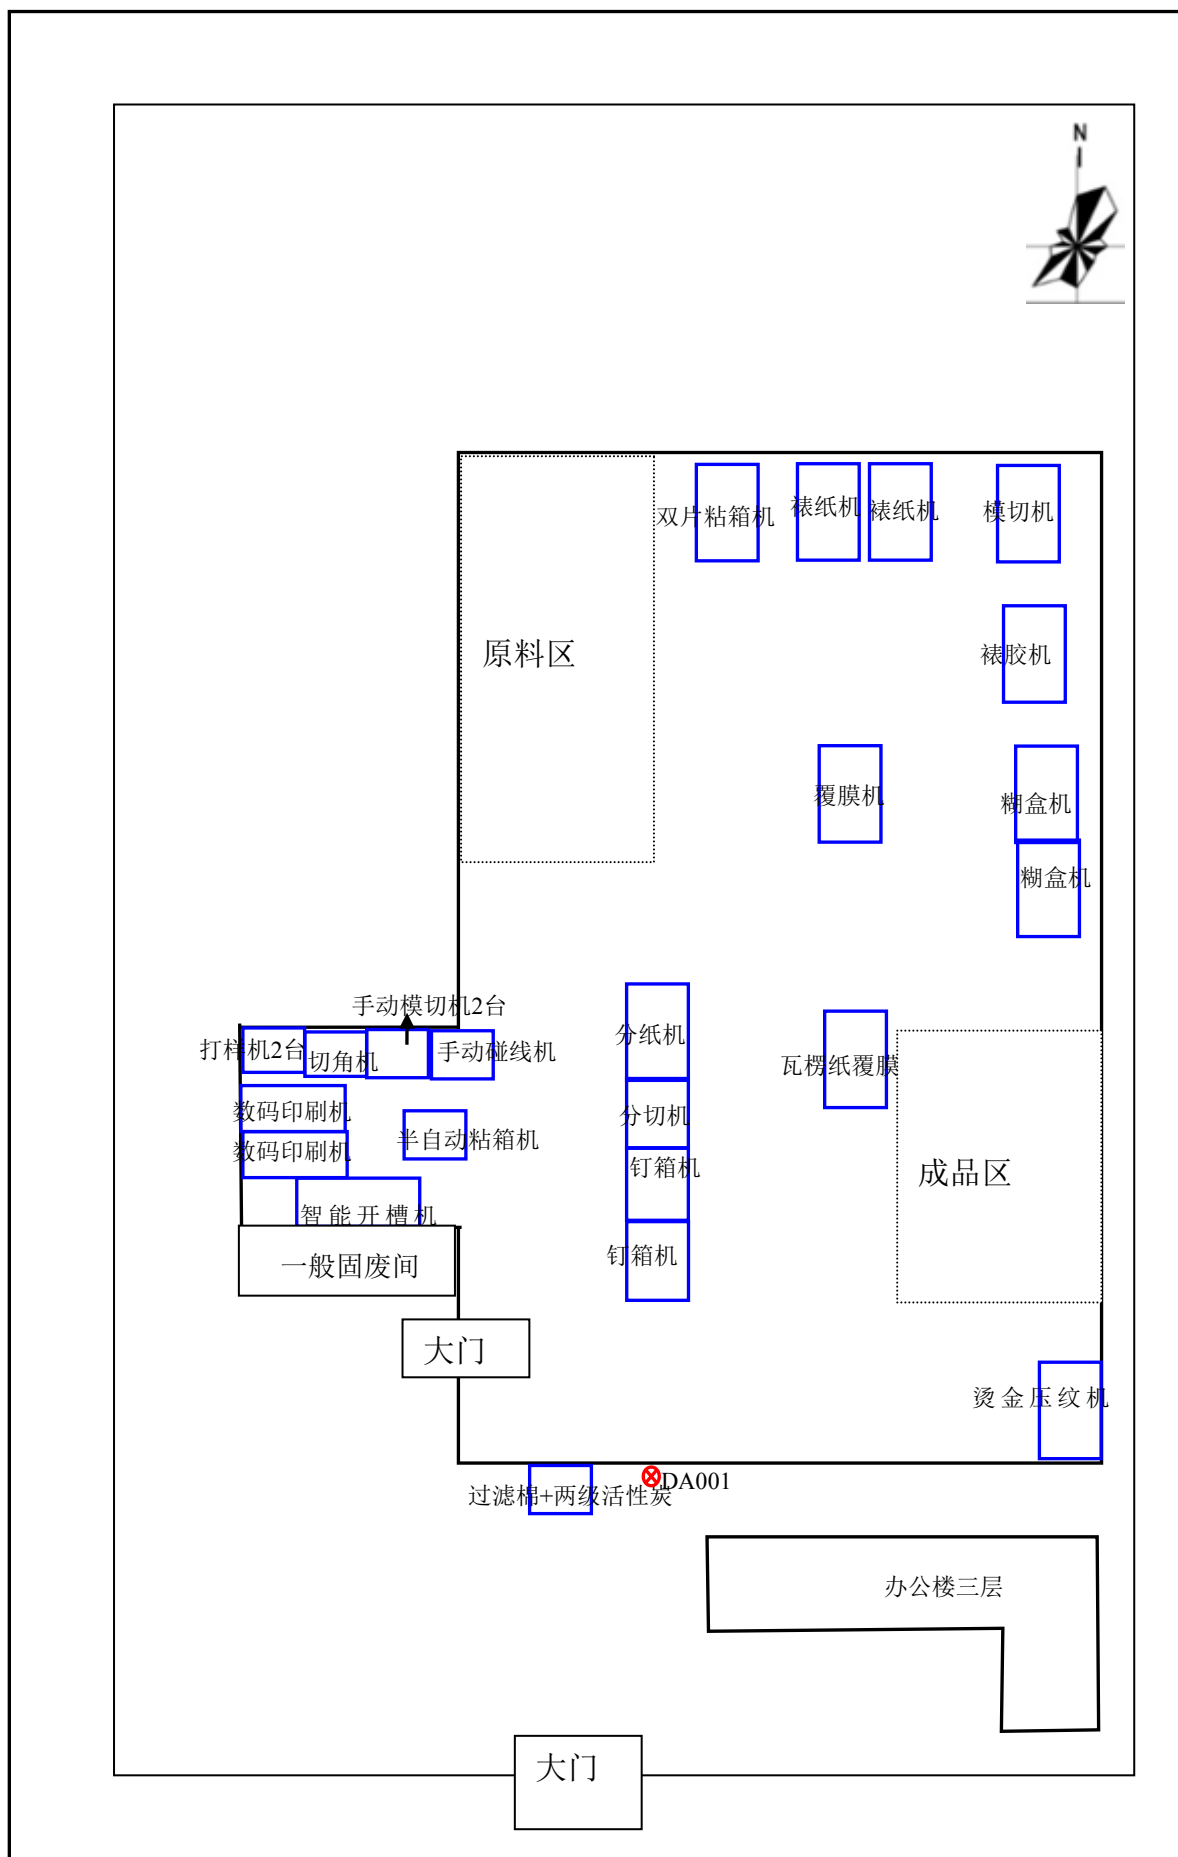 N
双片粘箱机
裱纸机
裱纸机
模切机
原料区
裱胶机
覆膜机
糊盒机
糊盒机
手动模切机2台
打样机2台
切角机
手动碰线机
分纸机
瓦楞纸覆膜
数码印刷机
半自动粘箱机
分切机
数码印刷机
钉箱机
成品区
智能开槽机
一般固废间
钉箱机
大门
烫金压纹机
过滤棉+两级活性炭
DA001
办公楼三层
大门